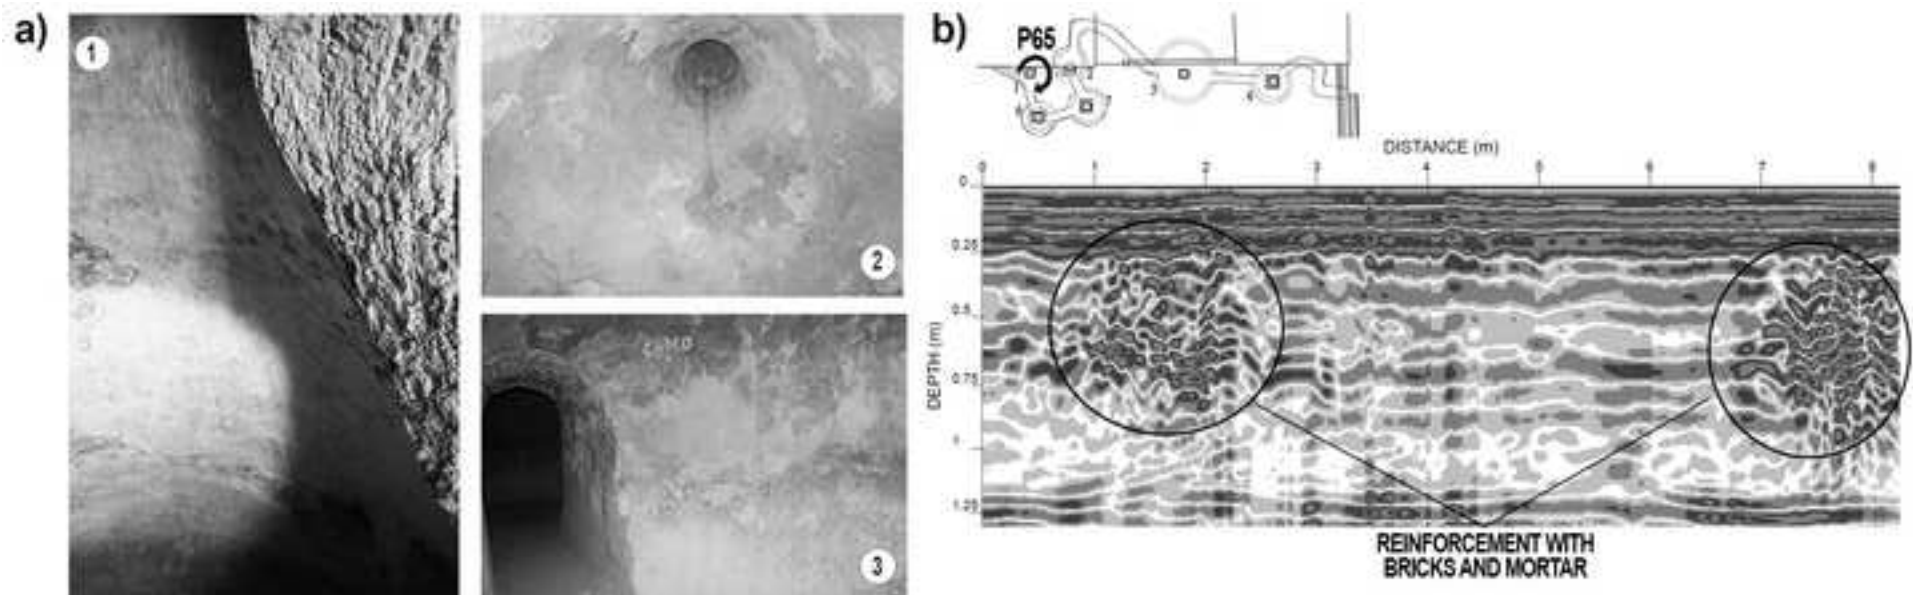 a)
1
2
3
b)
P65
DISTANCE (m)
0 1 2 3 4 5 6 7 8
DEPTH (m)
0
0.25
0.5
0.75
1
1.25
REINFORCEMENT WITH
BRICKS AND MORTAR